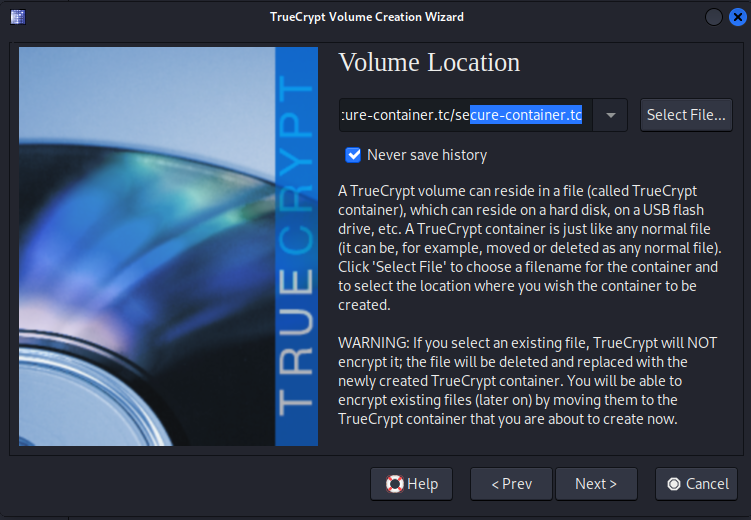 TrueCrypt Volume Creation Wizard
TRUECRYPT
Volume Location
:ure-container.tc/secure-container.tc
Select File...
Never save history
A TrueCrypt volume can reside in a file (called TrueCrypt
container), which can reside on a hard disk, on a USB flash
drive, etc. A TrueCrypt container is just like any normal file
(it can be, for example, moved or deleted as any normal file).
Click 'Select File' to choose a filename for the container and
to select the location where you wish the container to be
created.
WARNING: If you select an existing file, TrueCrypt will NOT
encrypt it; the file will be deleted and replaced with the
newly created TrueCrypt container. You will be able to
encrypt existing files (later on) by moving them to the
TrueCrypt container that you are about to create now.
Help
< Prev
Next >
Cancel